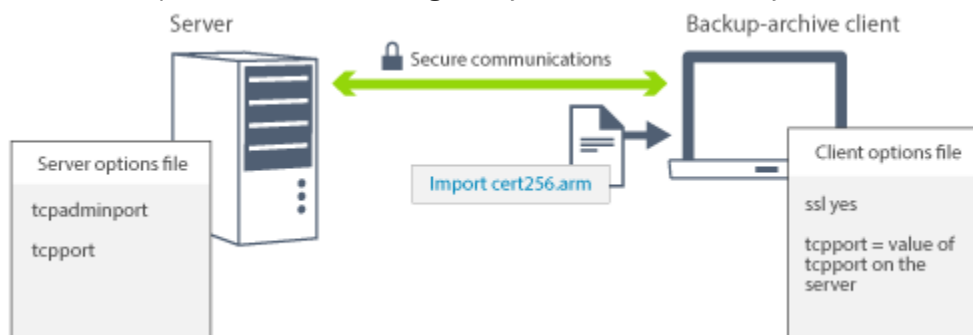 Server
Backup-archive client
Secure communications
Server options file
tcpadminport
tcpport
Import cert256.arm
Client options file
ssl yes
tcpport = value of
tcpport on the
server